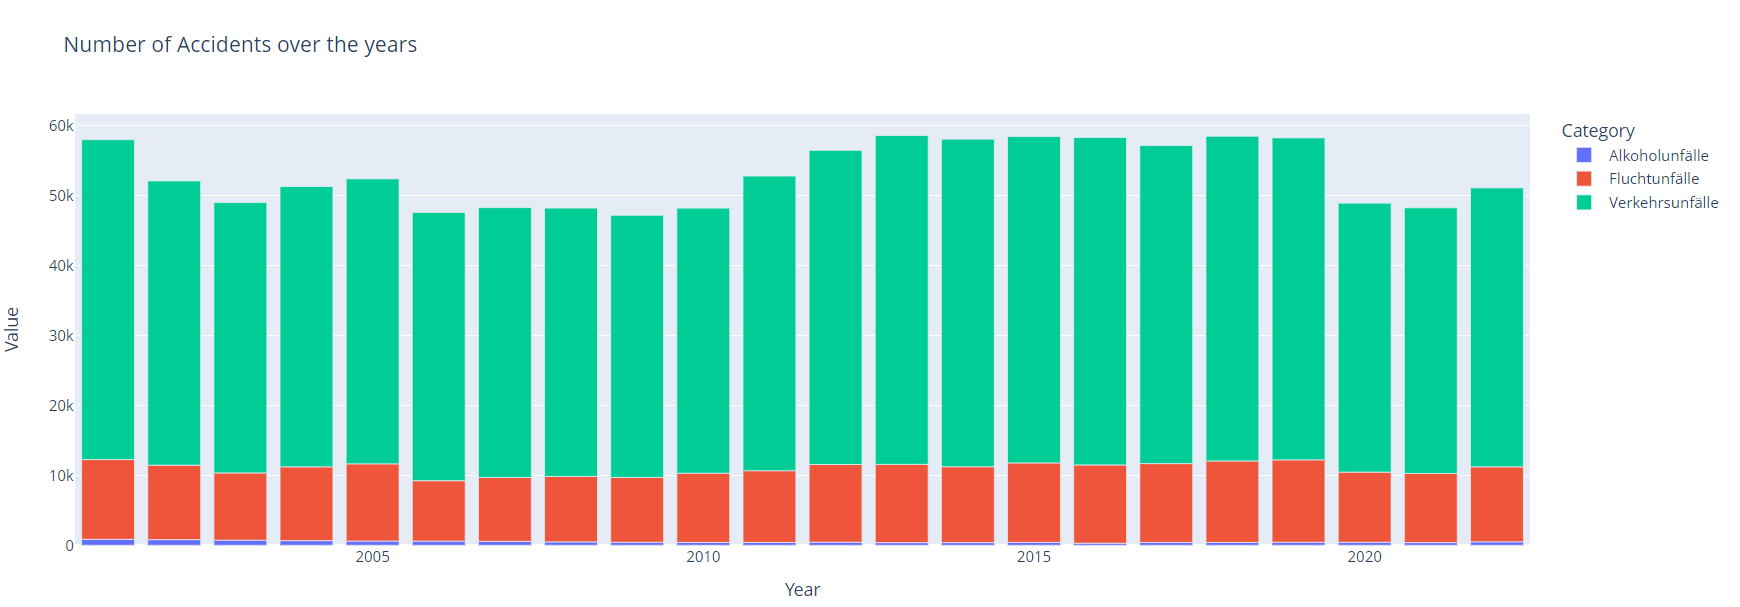 Number of Accidents over the years
60k
50k
40k
30k
20k
10k
0
Value
2005
2010
2015
2020
Year
Category
Alkoholunfälle
Fluchtunfälle
Verkehrsunfälle